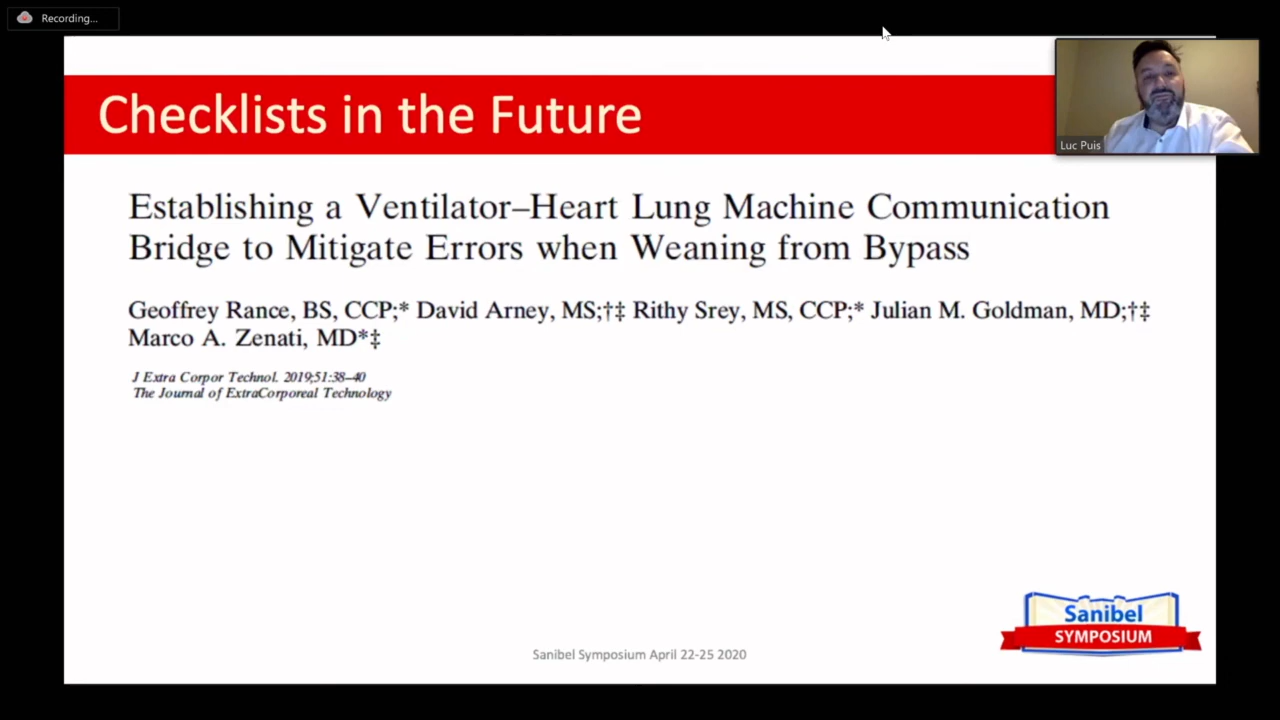 Recording...
Checklists in the Future
Luc Puis
Establishing a Ventilator–Heart Lung Machine Communication
Bridge to Mitigate Errors when Weaning from Bypass
Geoffrey Rance, BS, CCP;* David Arney, MS;†‡ Rithy Srey, MS, CCP;* Julian M. Goldman, MD;†‡
Marco A. Zenati, MD*‡
J Extra Corpor Technol. 2019;51:38–40
The Journal of ExtraCorporeal Technology
Sanibel
SYMPOSIUM
Sanibel Symposium April 22-25 2020